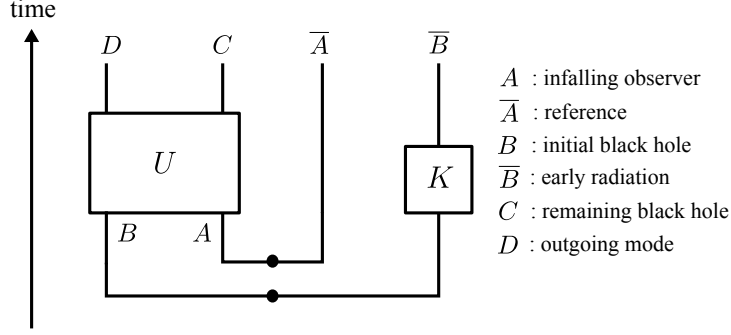 time
D C A̅ B̅
U
K
B A
A : infalling observer
A̅ : reference
B : initial black hole
B̅ : early radiation
C : remaining black hole
D : outgoing mode